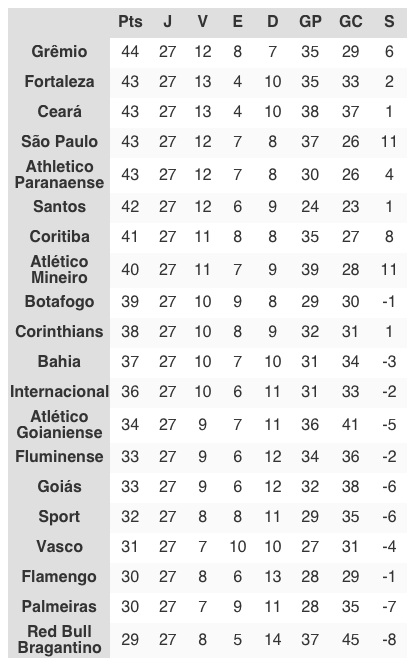 Pts J V E D GP GC S
Grêmio 44 27 12 8 7 35 29 6
Fortaleza 43 27 13 4 10 35 33 2
Ceará 43 27 13 4 10 38 37 1
São Paulo 43 27 12 7 8 37 26 11
Athletico
Paranaense 43 27 12 7 8 30 26 4
Santos 42 27 12 6 9 24 23 1
Coritiba 41 27 11 8 8 35 27 8
Atlético
Mineiro 40 27 11 7 9 39 28 11
Botafogo 39 27 10 9 8 29 30 -1
Corinthians 38 27 10 8 9 32 31 1
Bahia 37 27 10 7 10 31 34 -3
Internacional 36 27 10 6 11 31 33 -2
Atlético
Goianiense 34 27 9 7 11 36 41 -5
Fluminense 33 27 9 6 12 34 36 -2
Goiás 33 27 9 6 12 32 38 -6
Sport 32 27 8 8 11 29 35 -6
Vasco 31 27 7 10 10 27 31 -4
Flamengo 30 27 8 6 13 28 29 -1
Palmeiras 30 27 7 9 11 28 35 -7
Red Bull
Bragantino 29 27 8 5 14 37 45 -8